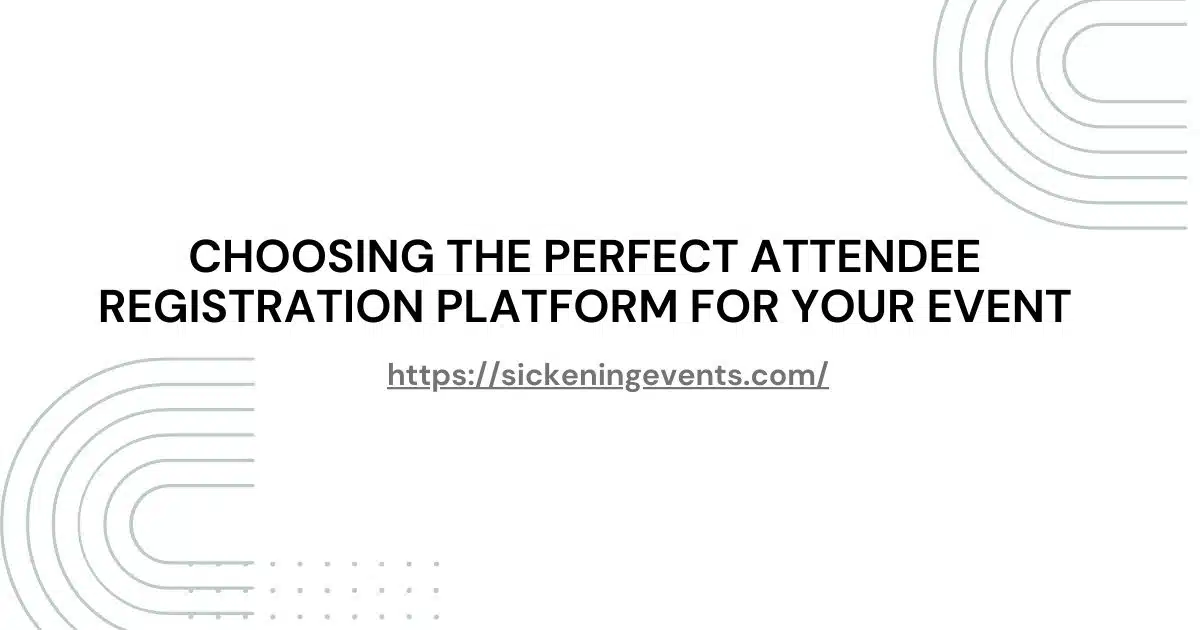 CHOOSING THE PERFECT ATTENDEE
REGISTRATION PLATFORM FOR YOUR EVENT
https://sickeningevents.com/